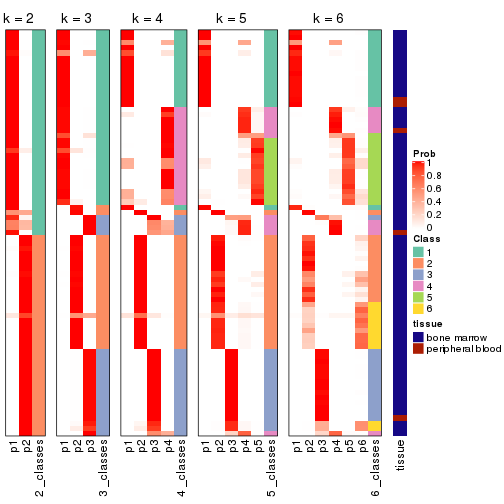 k = 2 k = 3 k = 4 k = 5 k = 6
Prob
1
0.8
0.6
0.4
0.2
0
Class
1
2
3
4
5
6
tissue
bone marrow
peripheral blood
p1 p2 2_classes p1 p2 p3 3_classes p1 p2 p3 p4 4_classes p1 p2 p3 p4 p5 5_classes p1 p2 p3 p4 p5 p6 6_classes tissue